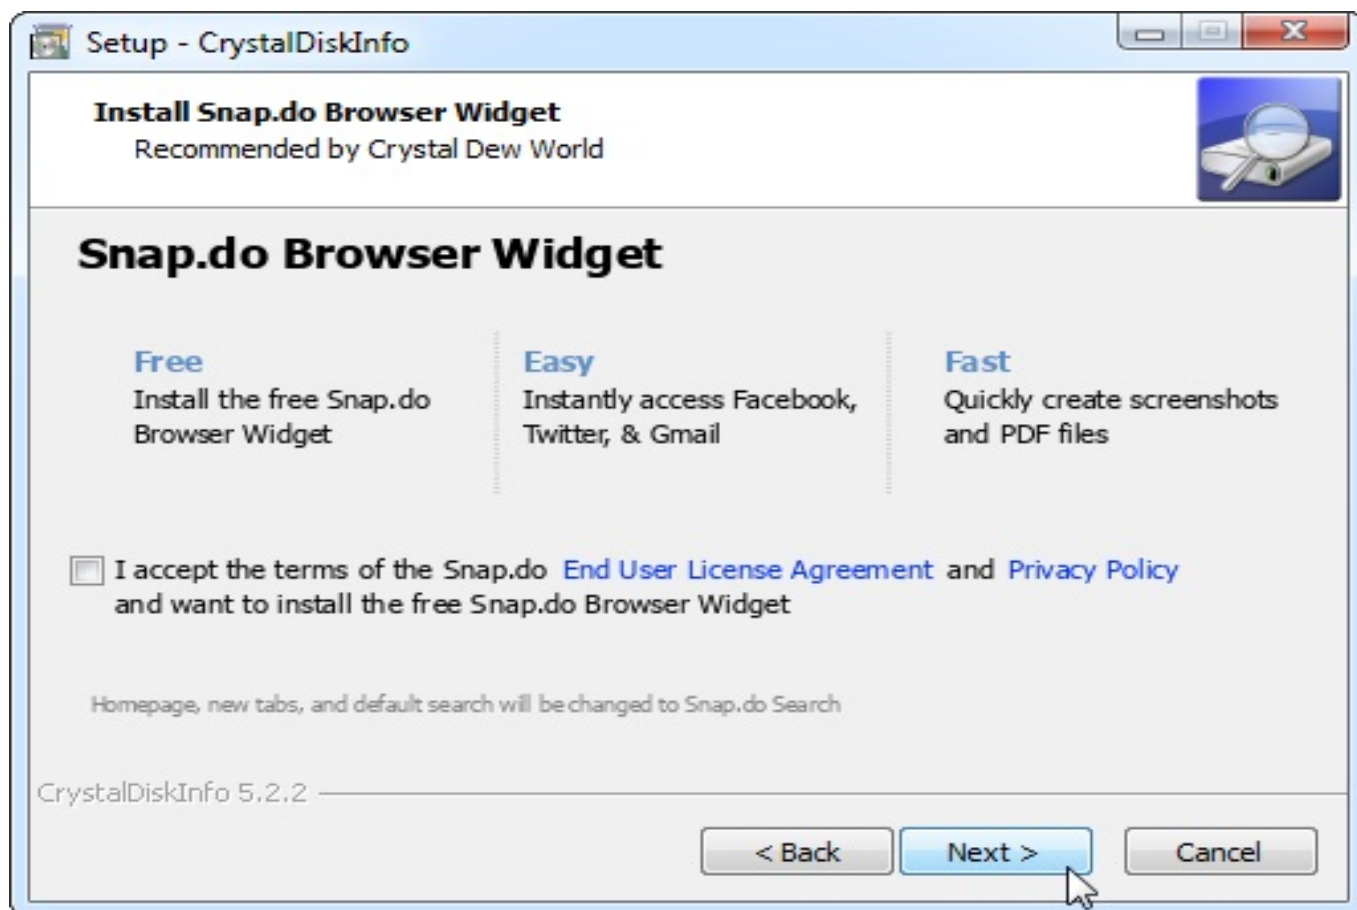 Setup - CrystalDiskInfo
Install Snap.do Browser Widget
Recommended by Crystal Dew World
Snap.do Browser Widget
Free
Install the free Snap.do
Browser Widget
Easy
Instantly access Facebook,
Twitter, & Gmail
Fast
Quickly create screenshots
and PDF files
I accept the terms of the Snap.do End User License Agreement and Privacy Policy
and want to install the free Snap.do Browser Widget
Homepage, new tabs, and default search will be changed to Snap.do Search
CrystalDiskInfo 5.2.2
< Back Next > Cancel